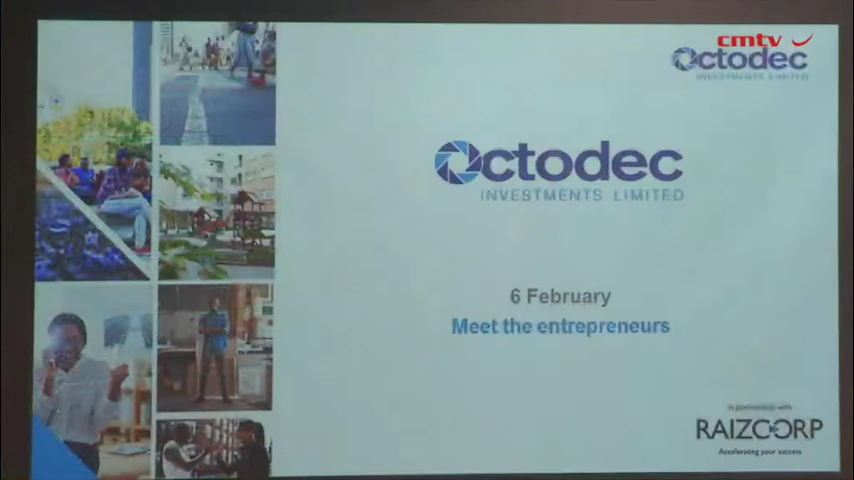 cmtv
Octodec
INVESTMENTS LIMITED
Octodec
INVESTMENTS LIMITED
6 February
Meet the entrepreneurs
in partnership with
RAIZCORP
Accelerating your success